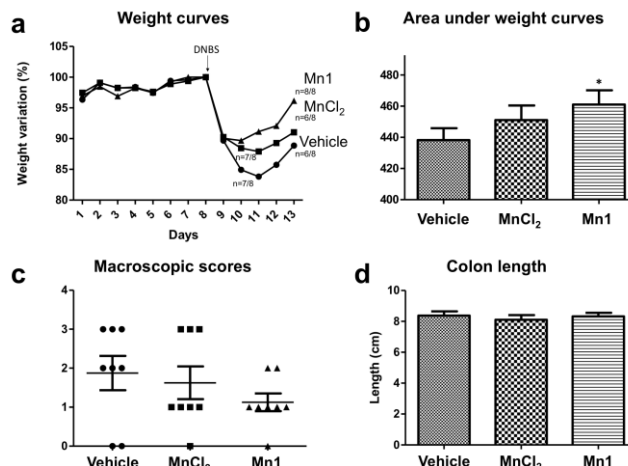 a
Weight curves
Weight variation (%)
105
100
95
90
85
80
DNBS
Mn1
n=8/8
MnCl2
n=6/8
Vehicle
n=6/8
n=7/8
n=7/8
1 2 3 4 5 6 7 8 9 10 11 12 13
Days
b
Area under weight curves
480
460
440
420
400
*
Vehicle MnCl2 Mn1
c
Macroscopic scores
4
3
2
1
0
Vehicle MnCl2 Mn1
d
Colon length
Length (cm)
10
8
6
4
2
0
Vehicle MnCl2 Mn1